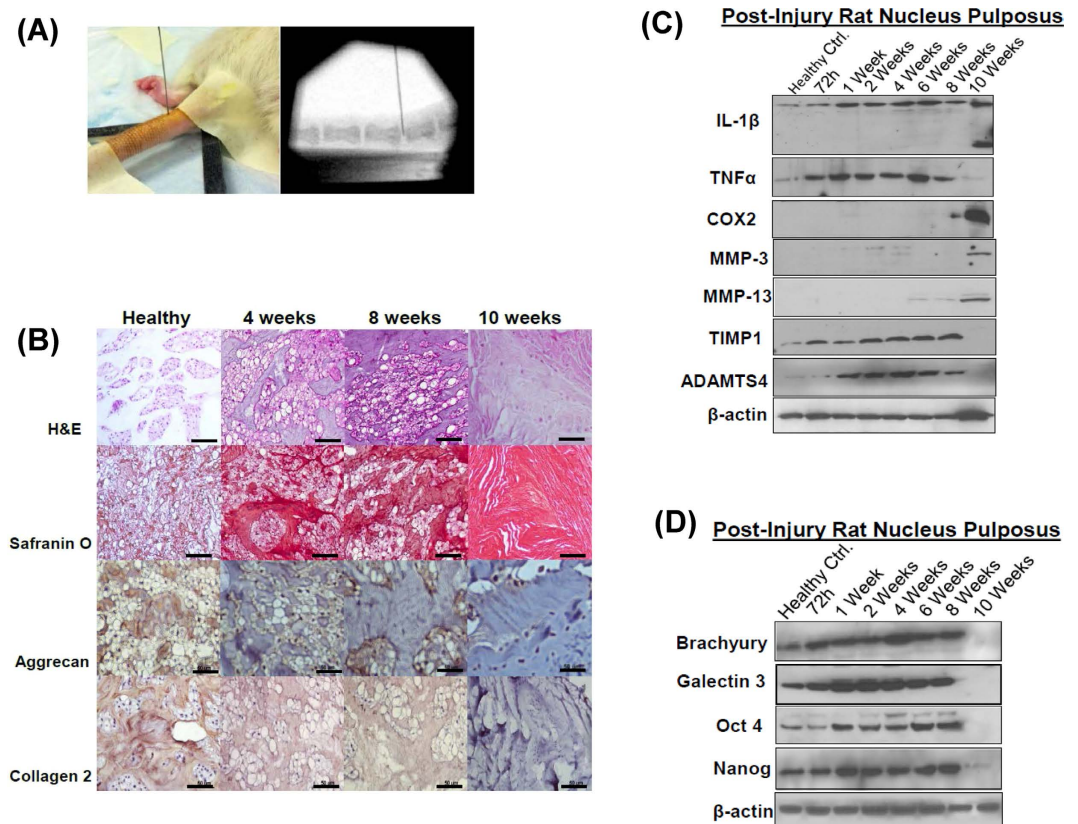 (A)
(B)
Healthy 4 weeks 8 weeks 10 weeks
H&E
Safranin O
Aggrecan
Collagen 2
(C)
Post-Injury Rat Nucleus Pulposus
Healthy Ctrl. 72h 1 Week 2 Weeks 4 Weeks 6 Weeks 8 Weeks 10 Weeks
IL-1β
TNFα
COX2
MMP-3
MMP-13
TIMP1
ADAMTS4
β-actin
(D)
Post-Injury Rat Nucleus Pulposus
Healthy Ctrl. 72h 1 Week 2 Weeks 4 Weeks 6 Weeks 8 Weeks 10 Weeks
Brachyury
Galectin 3
Oct 4
Nanog
β-actin